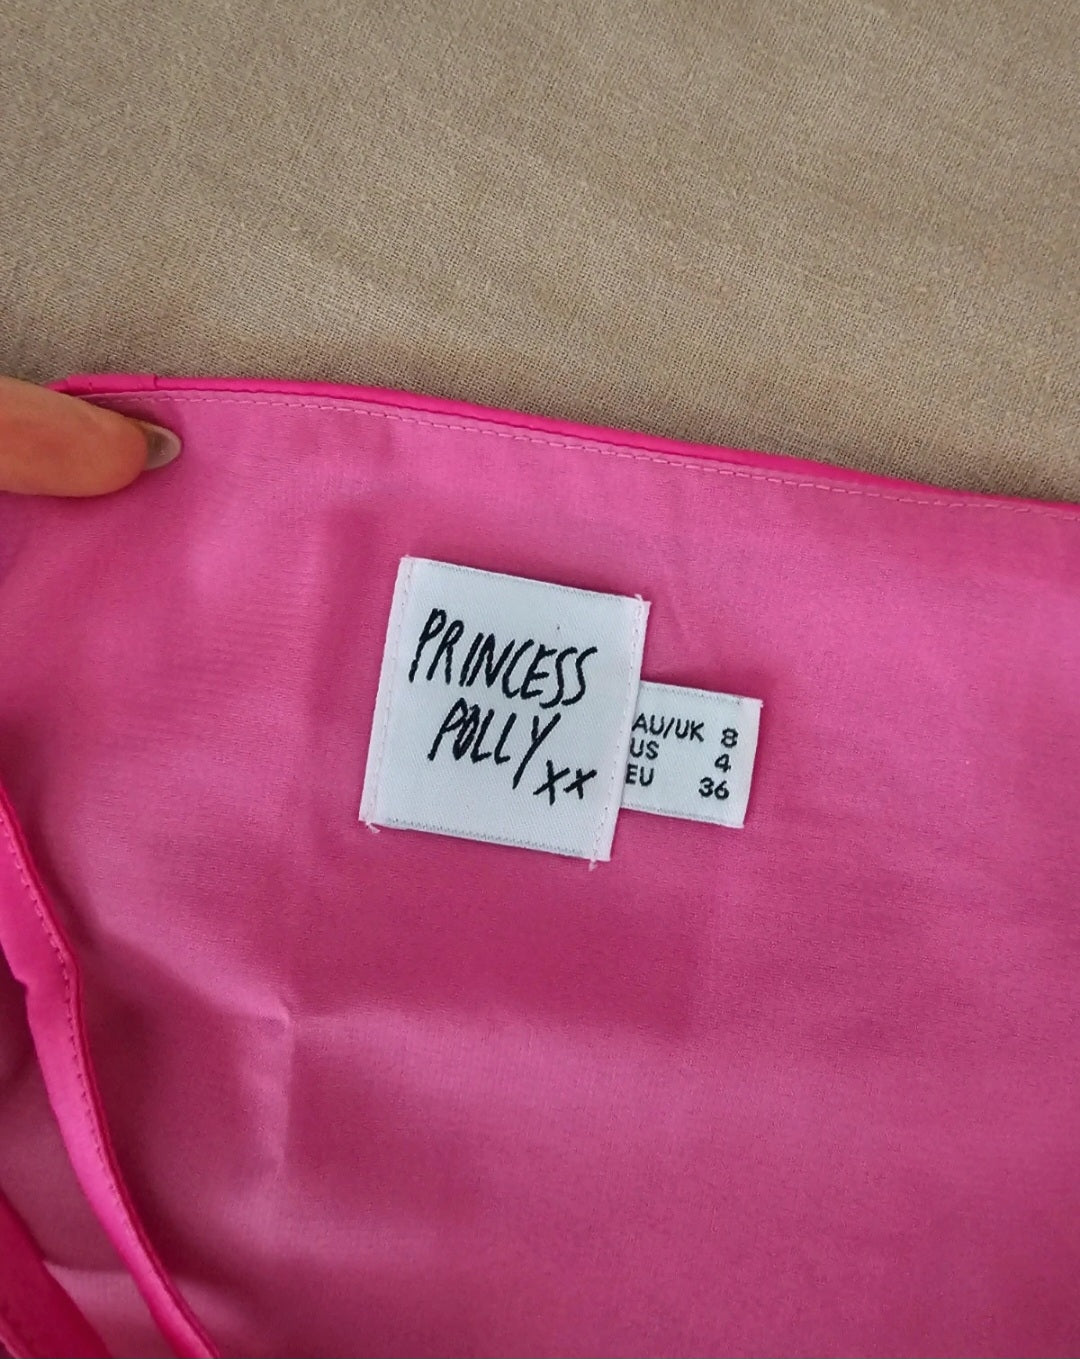 PRINCESS
POLLY xx
AU/UK 8
US 4
EU 36